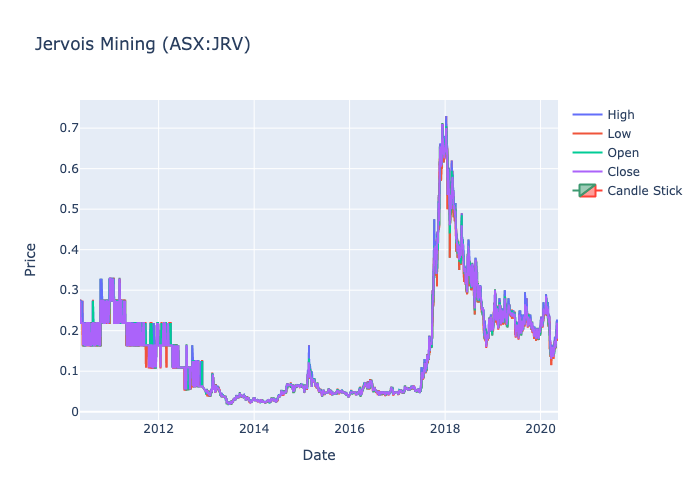 Jervois Mining (ASX:JRV)
High
Low
Open
Close
Candle Stick
Price
0.7
0.6
0.5
0.4
0.3
0.2
0.1
0
2012
2014
2016
2018
2020
Date